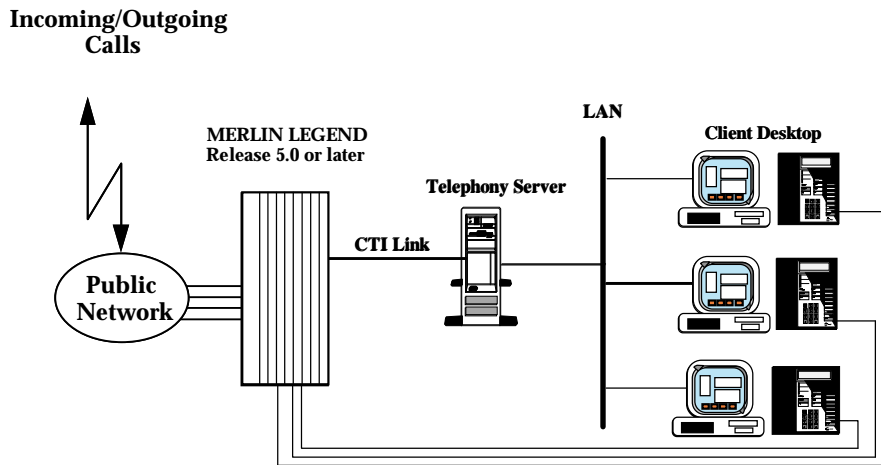 Incoming/Outgoing
Calls
MERLIN LEGEND
Release 5.0 or later
LAN
Client Desktop
Telephony Server
CTI Link
Public
Network